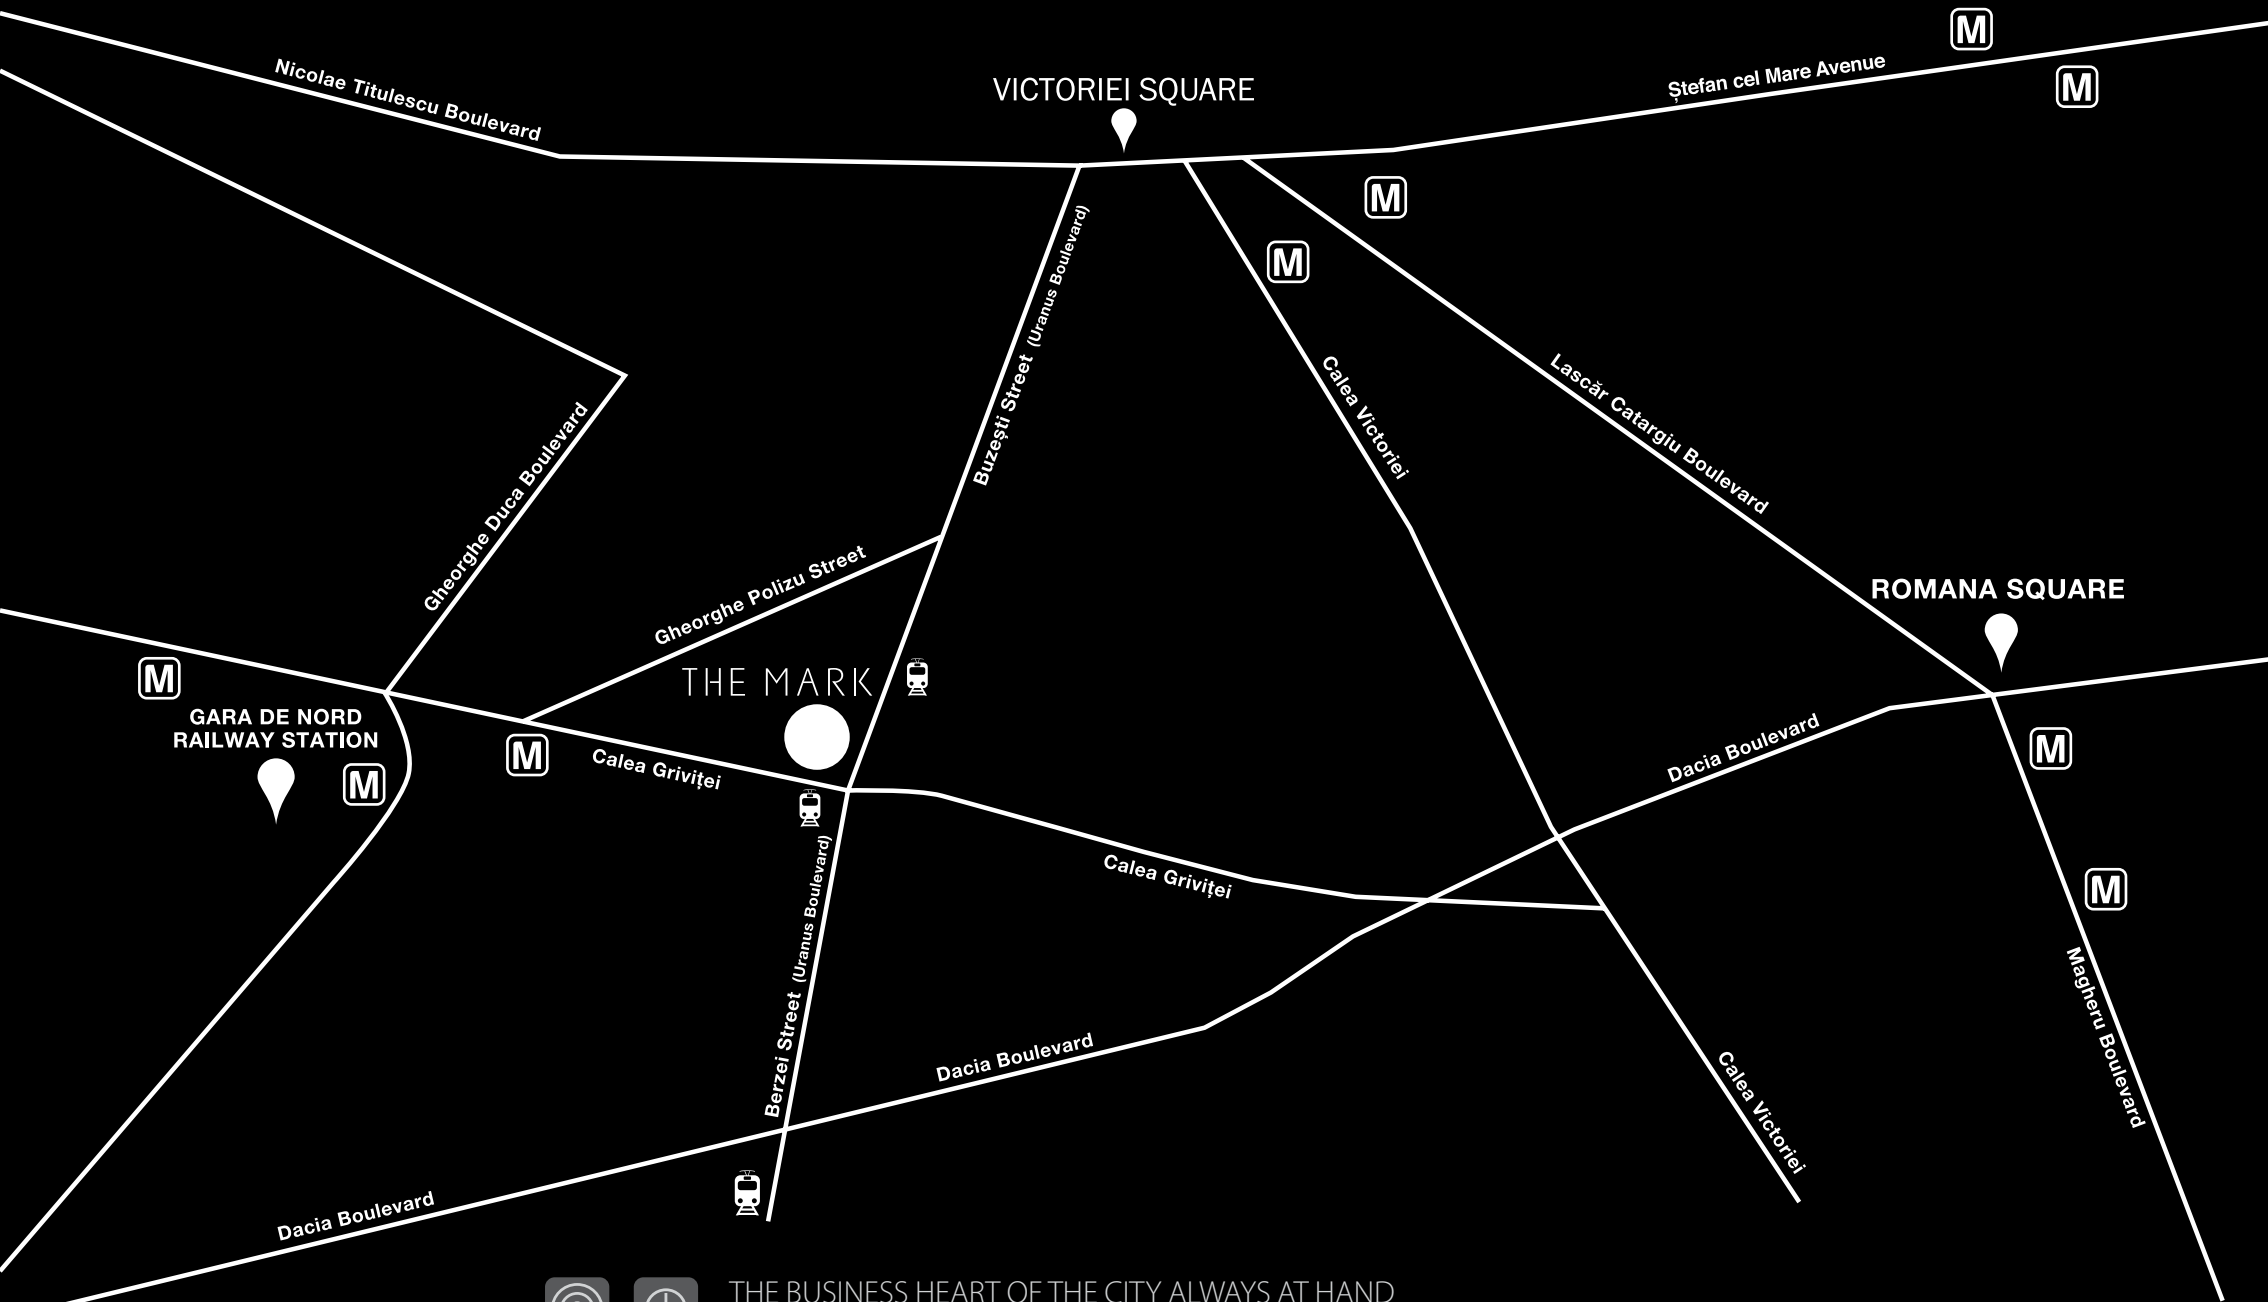 M
Nicolae Titulescu Boulevard
VICTORIEI SQUARE
Ștefan cel Mare Avenue
M
M
M
Buzești Street (Uranus Boulevard)
Calea Victoriei
Lascăr Catargiu Boulevard
Gheorghe Duca Boulevard
Gheorghe Polizu Street
ROMANA SQUARE
M
THE MARK
GARA DE NORD
RAILWAY STATION
M
M
Calea Griviței
Dacia Boulevard
M
Berzei Street (Uranus Boulevard)
Calea Griviței
M
Magheru Boulevard
Dacia Boulevard
Calea Victoriei
Dacia Boulevard
THE BUSINESS HEART OF THE CITY ALWAYS AT HAND